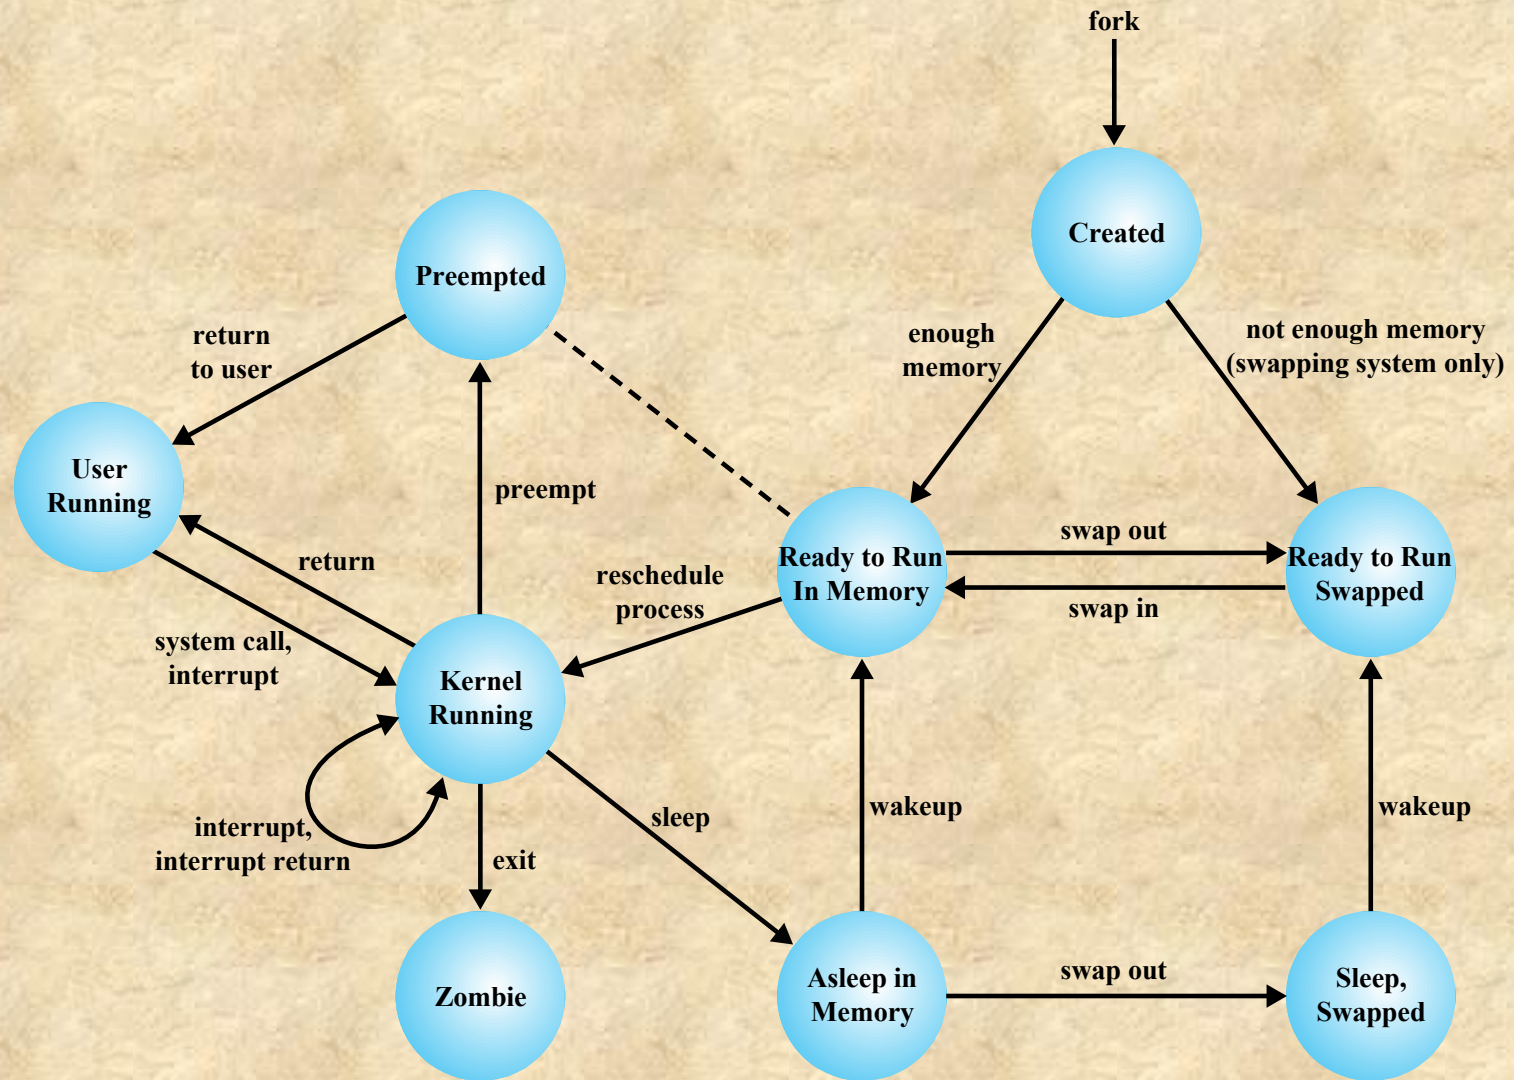 fork
Created
Preempted
return
to user
enough
memory
not enough memory
(swapping system only)
User
Running
preempt
return
swap out
Ready to Run
In Memory
Ready to Run
Swapped
reschedule
process
swap in
system call,
interrupt
Kernel
Running
interrupt,
interrupt return
sleep
wakeup
wakeup
exit
Zombie
Asleep in
Memory
swap out
Sleep,
Swapped